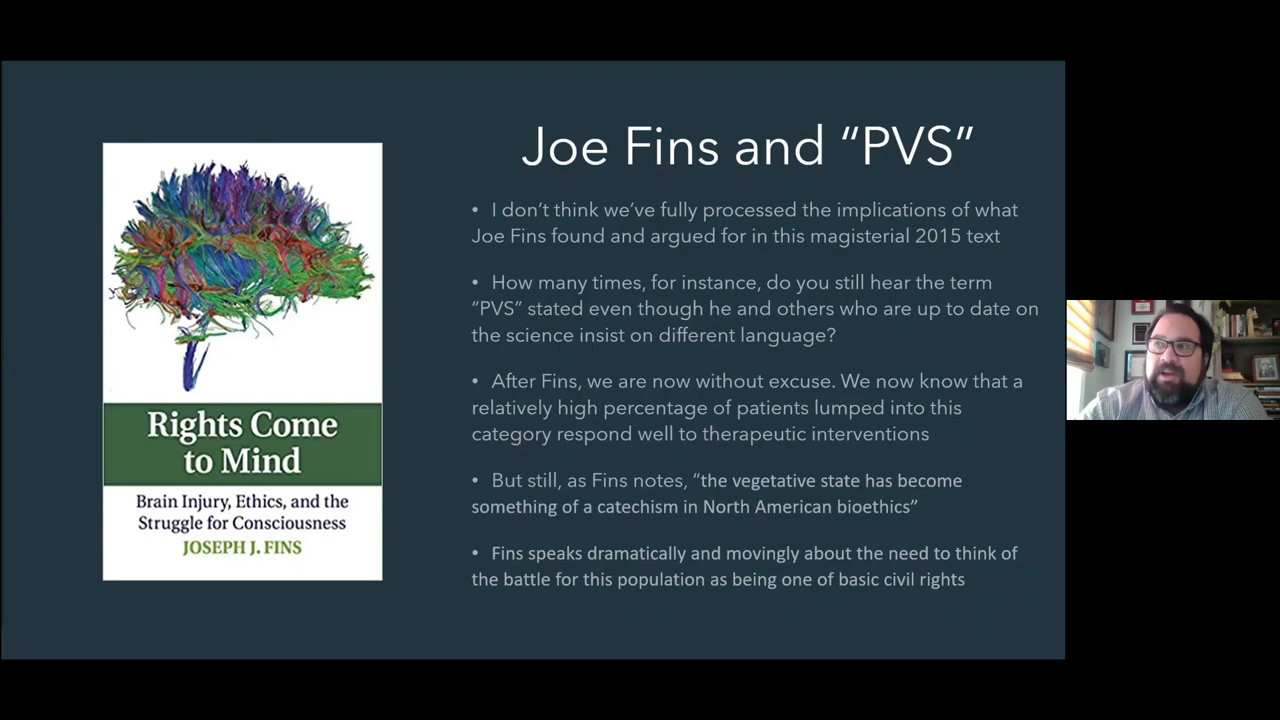 Joe Fins and “PVS”
• I don’t think we’ve fully processed the implications of what
Joe Fins found and argued for in this magisterial 2015 text
• How many times, for instance, do you still hear the term
“PVS” stated even though he and others who are up to date on
the science insist on different language?
• After Fins, we are now without excuse. We now know that a
relatively high percentage of patients lumped into this
category respond well to therapeutic interventions
• But still, as Fins notes, “the vegetative state has become
something of a catechism in North American bioethics”
• Fins speaks dramatically and movingly about the need to think of
the battle for this population as being one of basic civil rights
Rights Come
to Mind
Brain Injury, Ethics, and the
Struggle for Consciousness
JOSEPH J. FINS